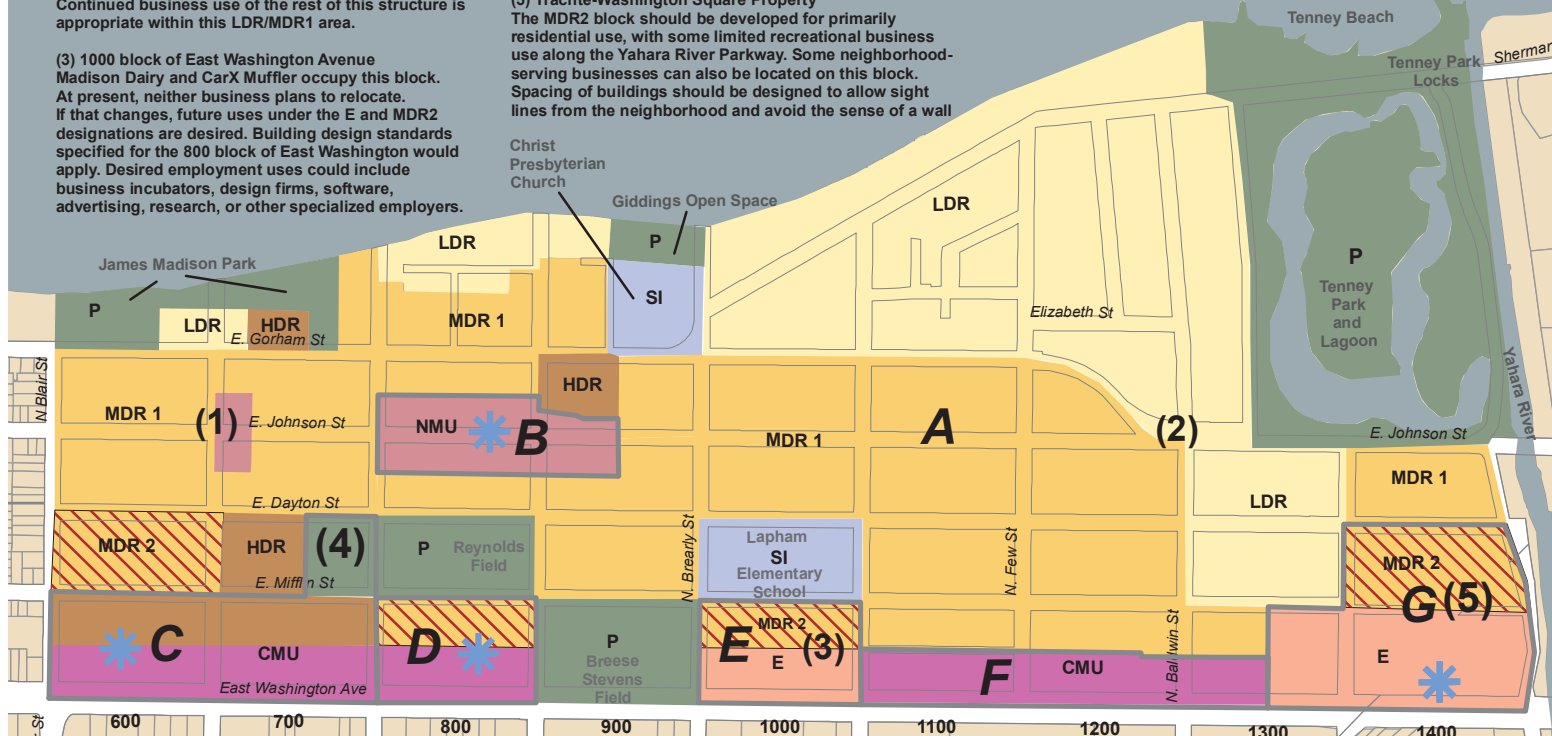 Continued business use of the rest of this structure is
appropriate within this LDR/MDR1 area.
(3) 1000 block of East Washington Avenue
Madison Dairy and CarX Muffler occupy this block.
At present, neither business plans to relocate.
If that changes, future uses under the E and MDR2
designations are desired. Building design standards
specified for the 800 block of East Washington would
apply. Desired employment uses could include
business incubators, design firms, software,
advertising, research, or other specialized employers.
(5) Trachte-Washington Square Property
The MDR2 block should be developed for primarily
residential use, with some limited recreational business
use along the Yahara River Parkway. Some neighborhood-
serving businesses can also be located on this block.
Spacing of buildings should be designed to allow sight
lines from the neighborhood and avoid the sense of a wall
Tenney Beach
Tenney Park
Locks
Sherman
Christ
Presbyterian
Church
Giddings Open Space
James Madison Park
LDR
P
LDR
P
SI
P
LDR
HDR
MDR 1
E. Gorham St
Elizabeth St
Tenney
Park
and
Lagoon
Yahara River
N Blair St
HDR
MDR 1
(1)
E. Johnson St
NMU
B
MDR 1
A
(2)
E. Johnson St
MDR 1
LDR
E. Dayton St
MDR 2
HDR
(4)
P
Reynolds
Field
E. Mifflin St
N. Brearly St
Lapham
SI
Elementary
School
N. Few St
MDR 2
G
(5)
C
CMU
East Washington Ave
D
P
Breese
Stevens
Field
MDR 2
E
E
(3)
F
CMU
N. Baldwin St
E
St
600
700
800
900
1000
1100
1200
1300
1400